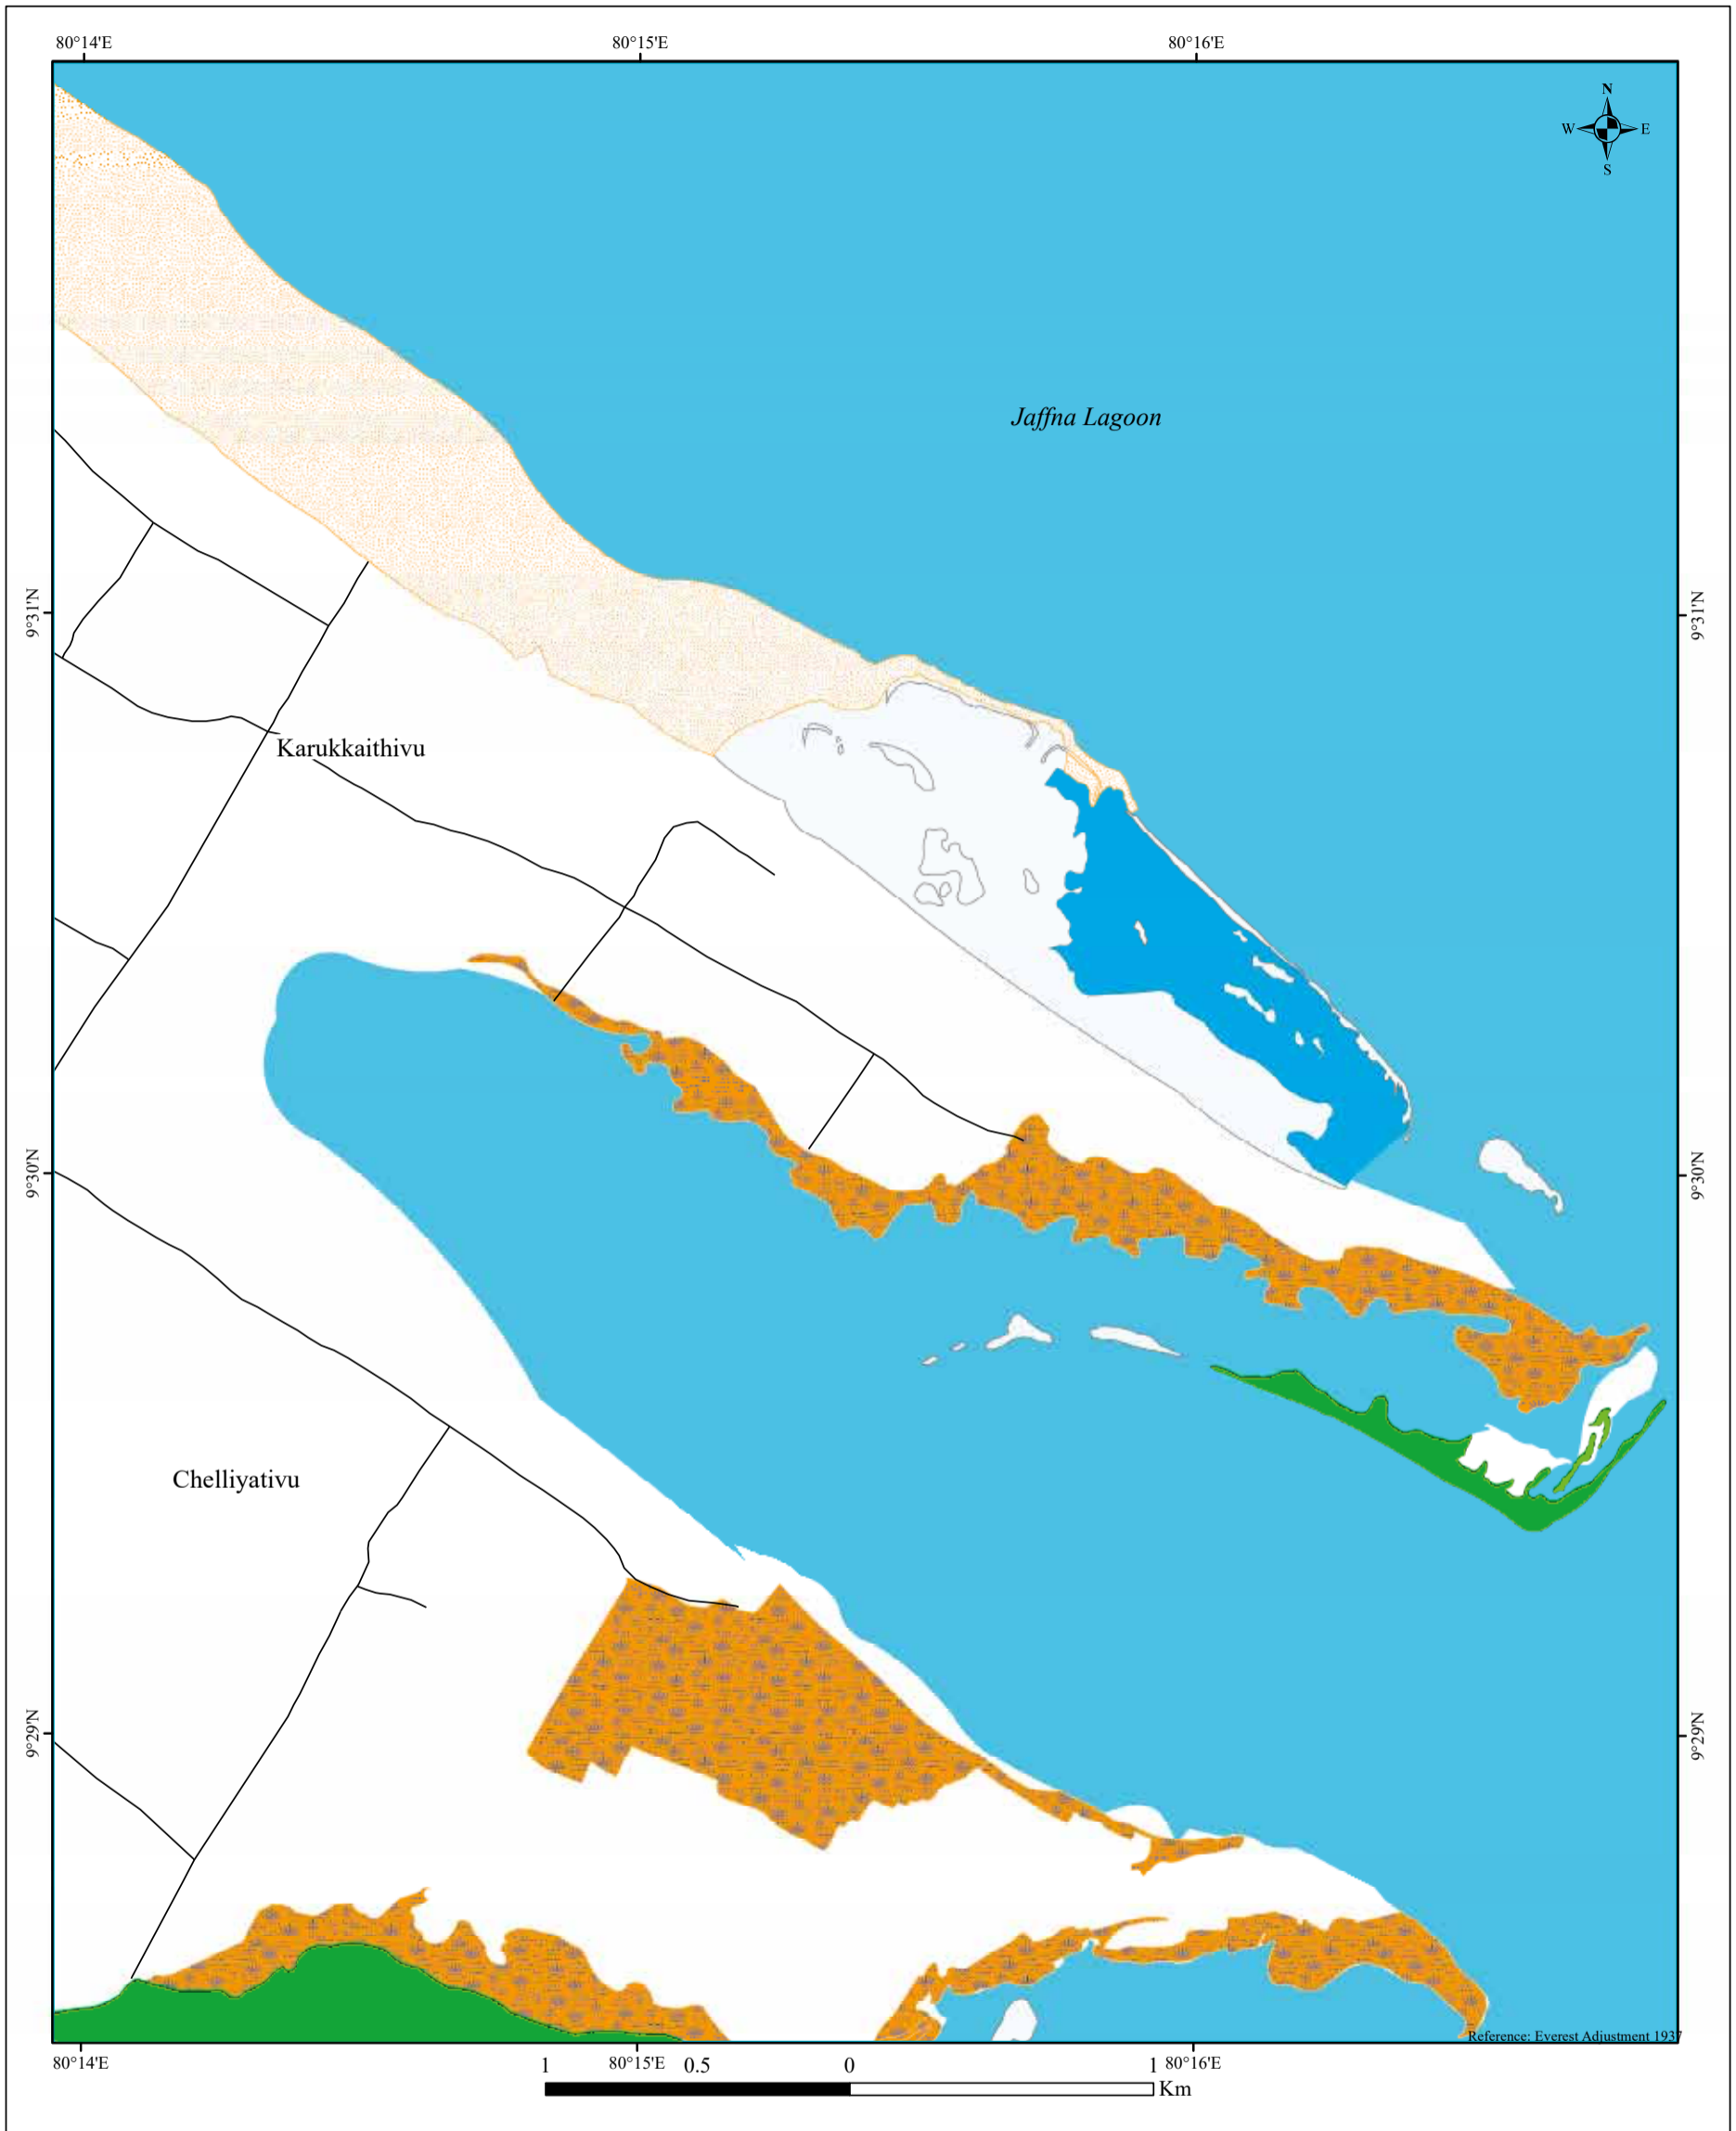 80°14'E
80°15'E
80°16'E
N
W
E
S
Jaffna Lagoon
9°31'N
9°31'N
Karukkaithivu
9°30'N
9°30'N
Chelliyativu
9°29'N
9°29'N
Reference: Everest Adjustment 1937
80°14'E
80°15'E
80°16'E
1
0.5
0
1
Km